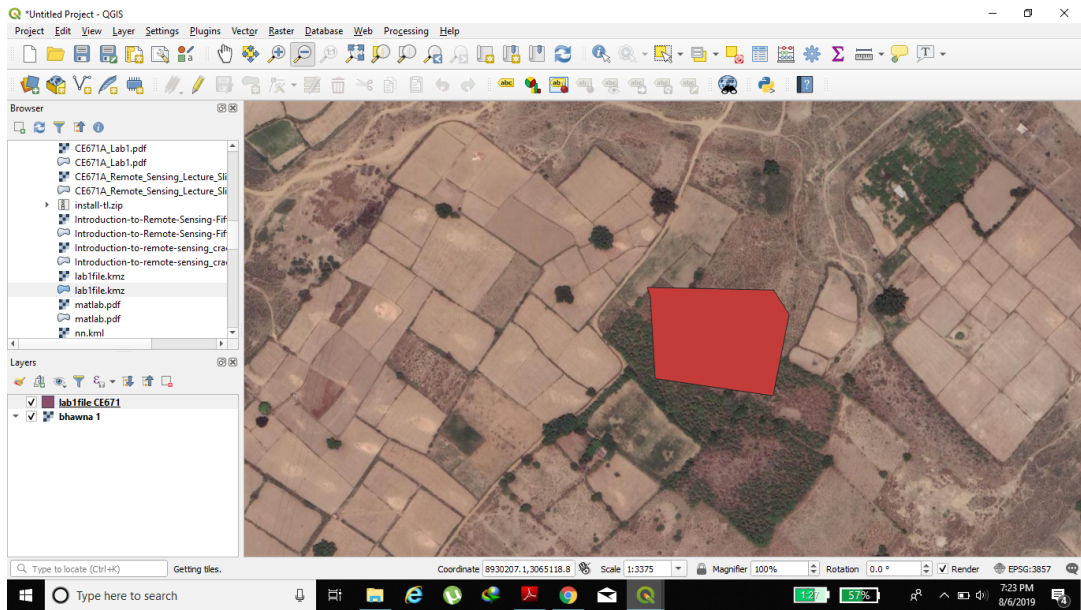 *Untitled Project - QGIS
Project Edit View Layer Settings Plugins Vector Raster Database Web Processing Help
Browser
CE671A_Lab1.pdf
CE671A_Lab1.pdf
CE671A_Remote_Sensing_Lecture_Sli
CE671A_Remote_Sensing_Lecture_Sli
install-tl.zip
Introduction-to-Remote-Sensing-Fif
Introduction-to-Remote-Sensing-Fif
Introduction-to-remote-sensing_cra
Introduction-to-remote-sensing_cra
lab1file.kmz
lab1file.kmz
matlab.pdf
matlab.pdf
nn.kml
Layers
lab1file CE671
bhawna 1
Type to locate (Ctrl+K) Getting tiles. Coordinate 8930207.1,3065118.8 Scale 1:3375 Magnifier 100% Rotation 0.0 ° Render EPSG:3857
Type here to search 1:27 57% 7:23 PM
8/6/2019 4